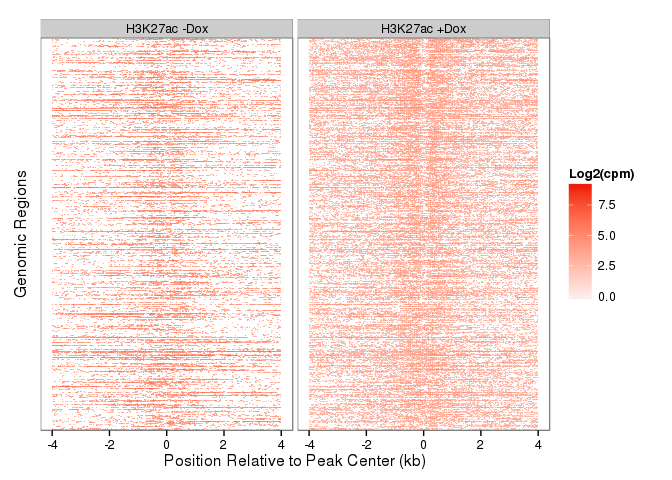 H3K27ac -Dox
H3K27ac +Dox
Genomic Regions
Log2(cpm)
7.5
5.0
2.5
0.0
-4 -2 0 2 4 -4 -2 0 2 4
Position Relative to Peak Center (kb)